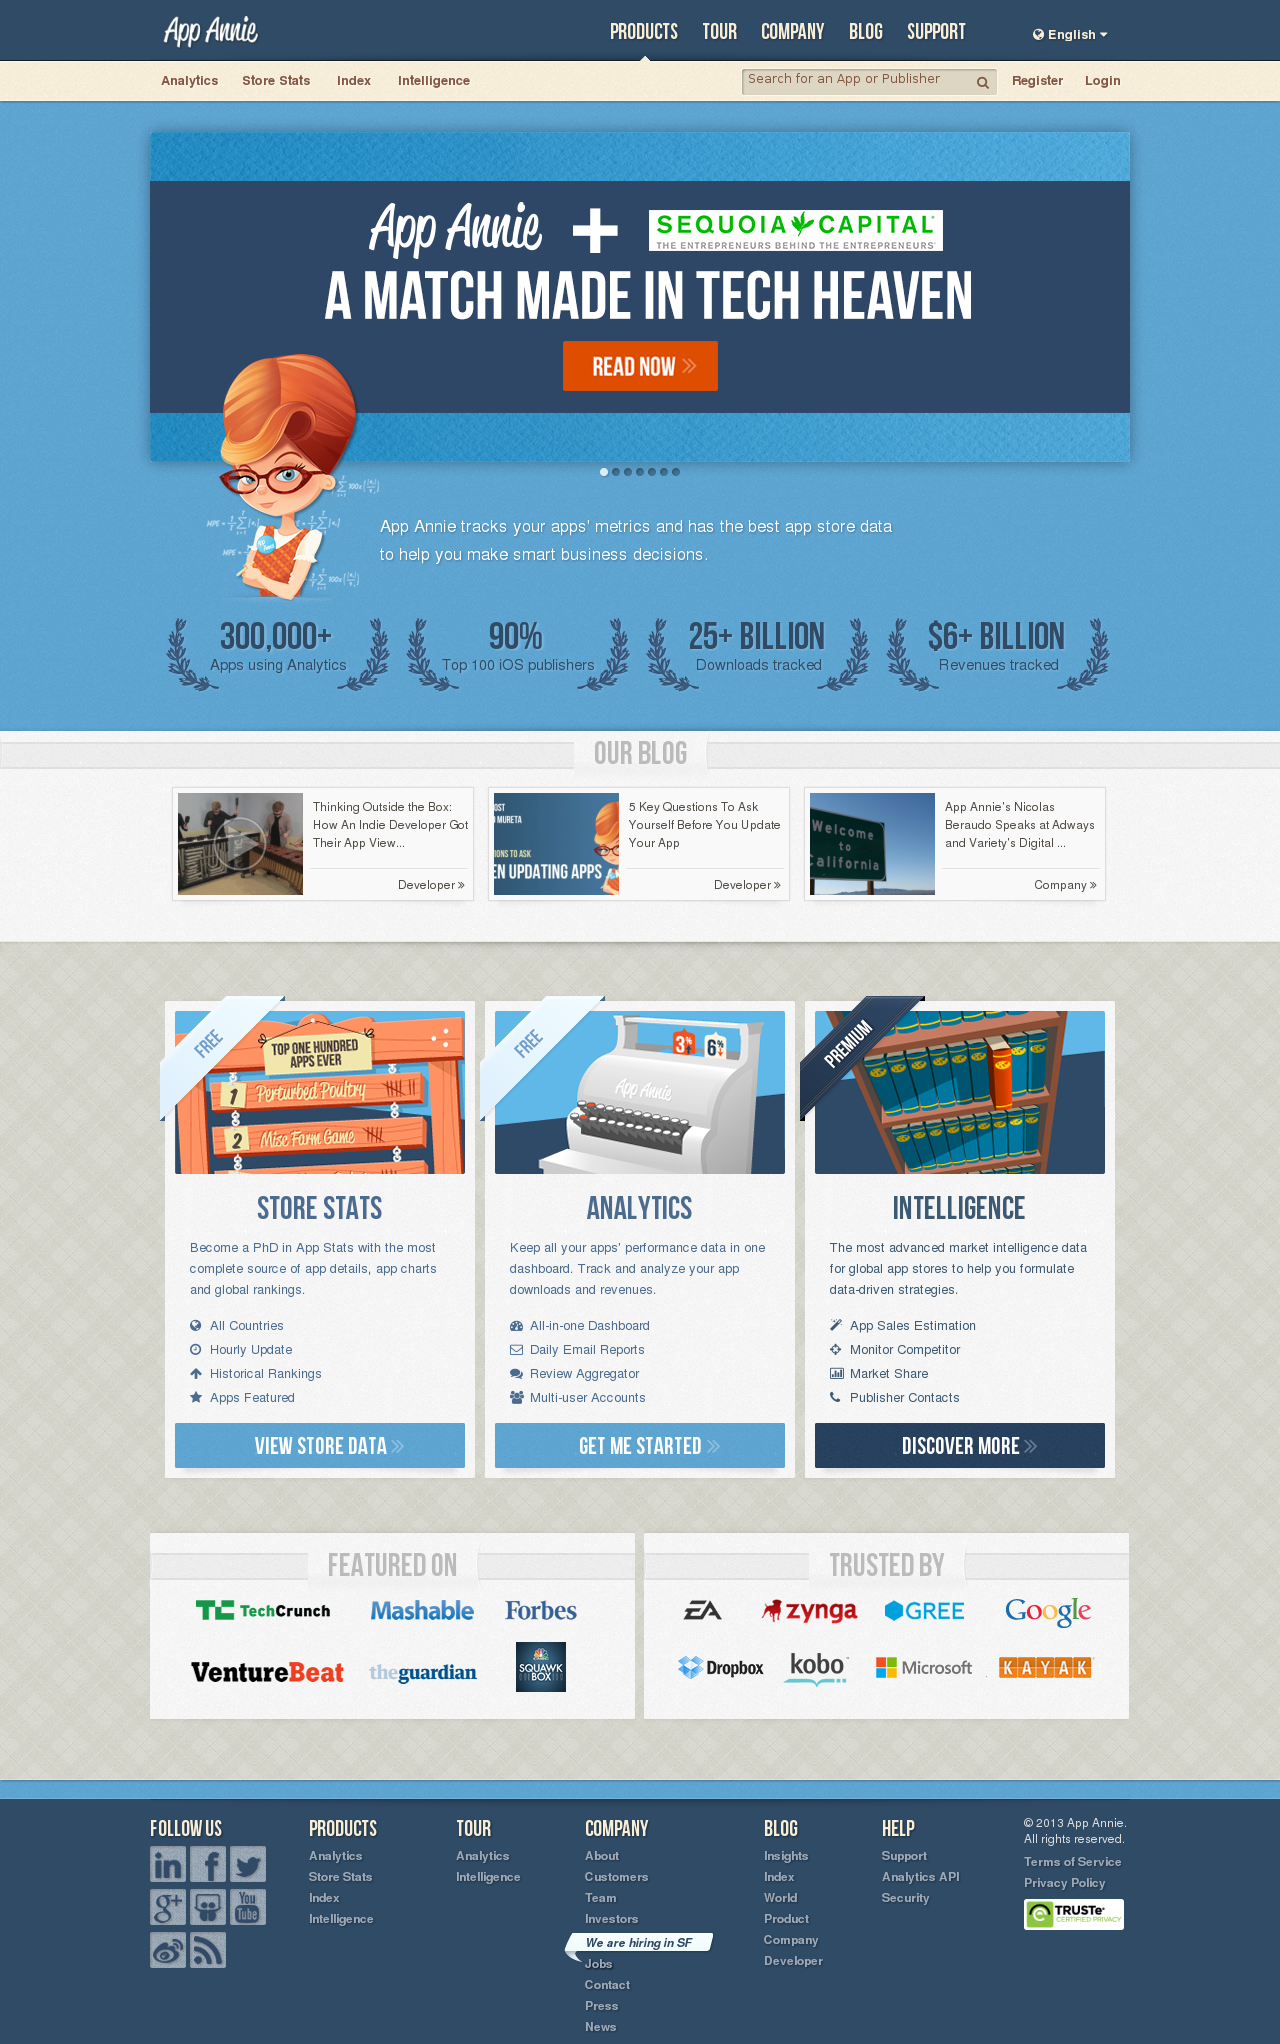 App Annie
PRODUCTS TOUR COMPANY BLOG SUPPORT
English
Analytics Store Stats Index Intelligence
Search for an App or Publisher
Register Login
App Annie + SEQUOIA CAPITAL
THE ENTREPRENEURS BEHIND THE ENTREPRENEURS
A MATCH MADE IN TECH HEAVEN
READ NOW »
App Annie tracks your apps' metrics and has the best app store data
to help you make smart business decisions.
300,000+
Apps using Analytics
90%
Top 100 iOS publishers
25+ BILLION
Downloads tracked
$6+ BILLION
Revenues tracked
OUR BLOG
Thinking Outside the Box:
How An Indie Developer Got
Their App View...
Developer »
TIONS TO ASK
EN UPDATING APPS
5 Key Questions To Ask
Yourself Before You Update
Your App
Developer »
Welcome
to
California
App Annie's Nicolas
Beraudo Speaks at Adways
and Variety's Digital ...
Company »
FREE
TOP ONE HUNDRED
APPS EVER
1 Perturbed Poultry
2 Misc Farm Game
STORE STATS
Become a PhD in App Stats with the most
complete source of app details, app charts
and global rankings.
All Countries
Hourly Update
Historical Rankings
Apps Featured
VIEW STORE DATA »
FREE
3% 6%
App Annie
ANALYTICS
Keep all your apps' performance data in one
dashboard. Track and analyze your app
downloads and revenues.
All-in-one Dashboard
Daily Email Reports
Review Aggregator
Multi-user Accounts
GET ME STARTED »
PREMIUM
INTELLIGENCE
The most advanced market intelligence data
for global app stores to help you formulate
data-driven strategies.
App Sales Estimation
Monitor Competitor
Market Share
Publisher Contacts
DISCOVER MORE »
FEATURED ON
TC TechCrunch Mashable Forbes
VentureBeat theguardian SQUAWK
BOX
TRUSTED BY
EA zynga GREE Google
Dropbox kobo Microsoft KAYAK
FOLLOW US
in f
g+ You
Tube
PRODUCTS
Analytics
Store Stats
Index
Intelligence
TOUR
Analytics
Intelligence
COMPANY
About
Customers
Team
Investors
We are hiring in SF
Jobs
Contact
Press
News
BLOG
Insights
Index
World
Product
Company
Developer
HELP
Support
Analytics API
Security
© 2013 App Annie.
All rights reserved.
Terms of Service
Privacy Policy
TRUSTe
CERTIFIED PRIVACY